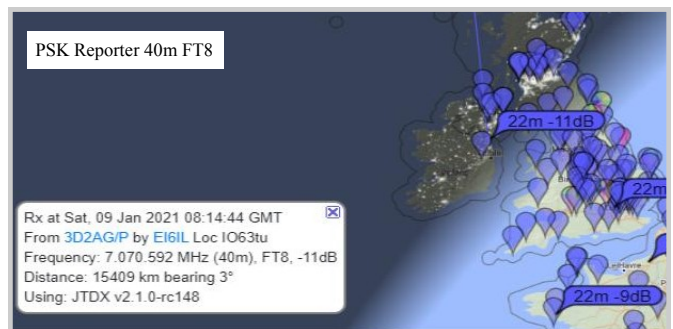 PSK Reporter 40m FT8
22m -11dB
22m
Rx at Sat, 09 Jan 2021 08:14:44 GMT
From 3D2AG/P by EI6IL Loc IO63tu
Frequency: 7.070.592 MHz (40m), FT8, -11dB
Distance: 15409 km bearing 3°
Using: JTDX v2.1.0-rc148
LeHavre
22m -9dB